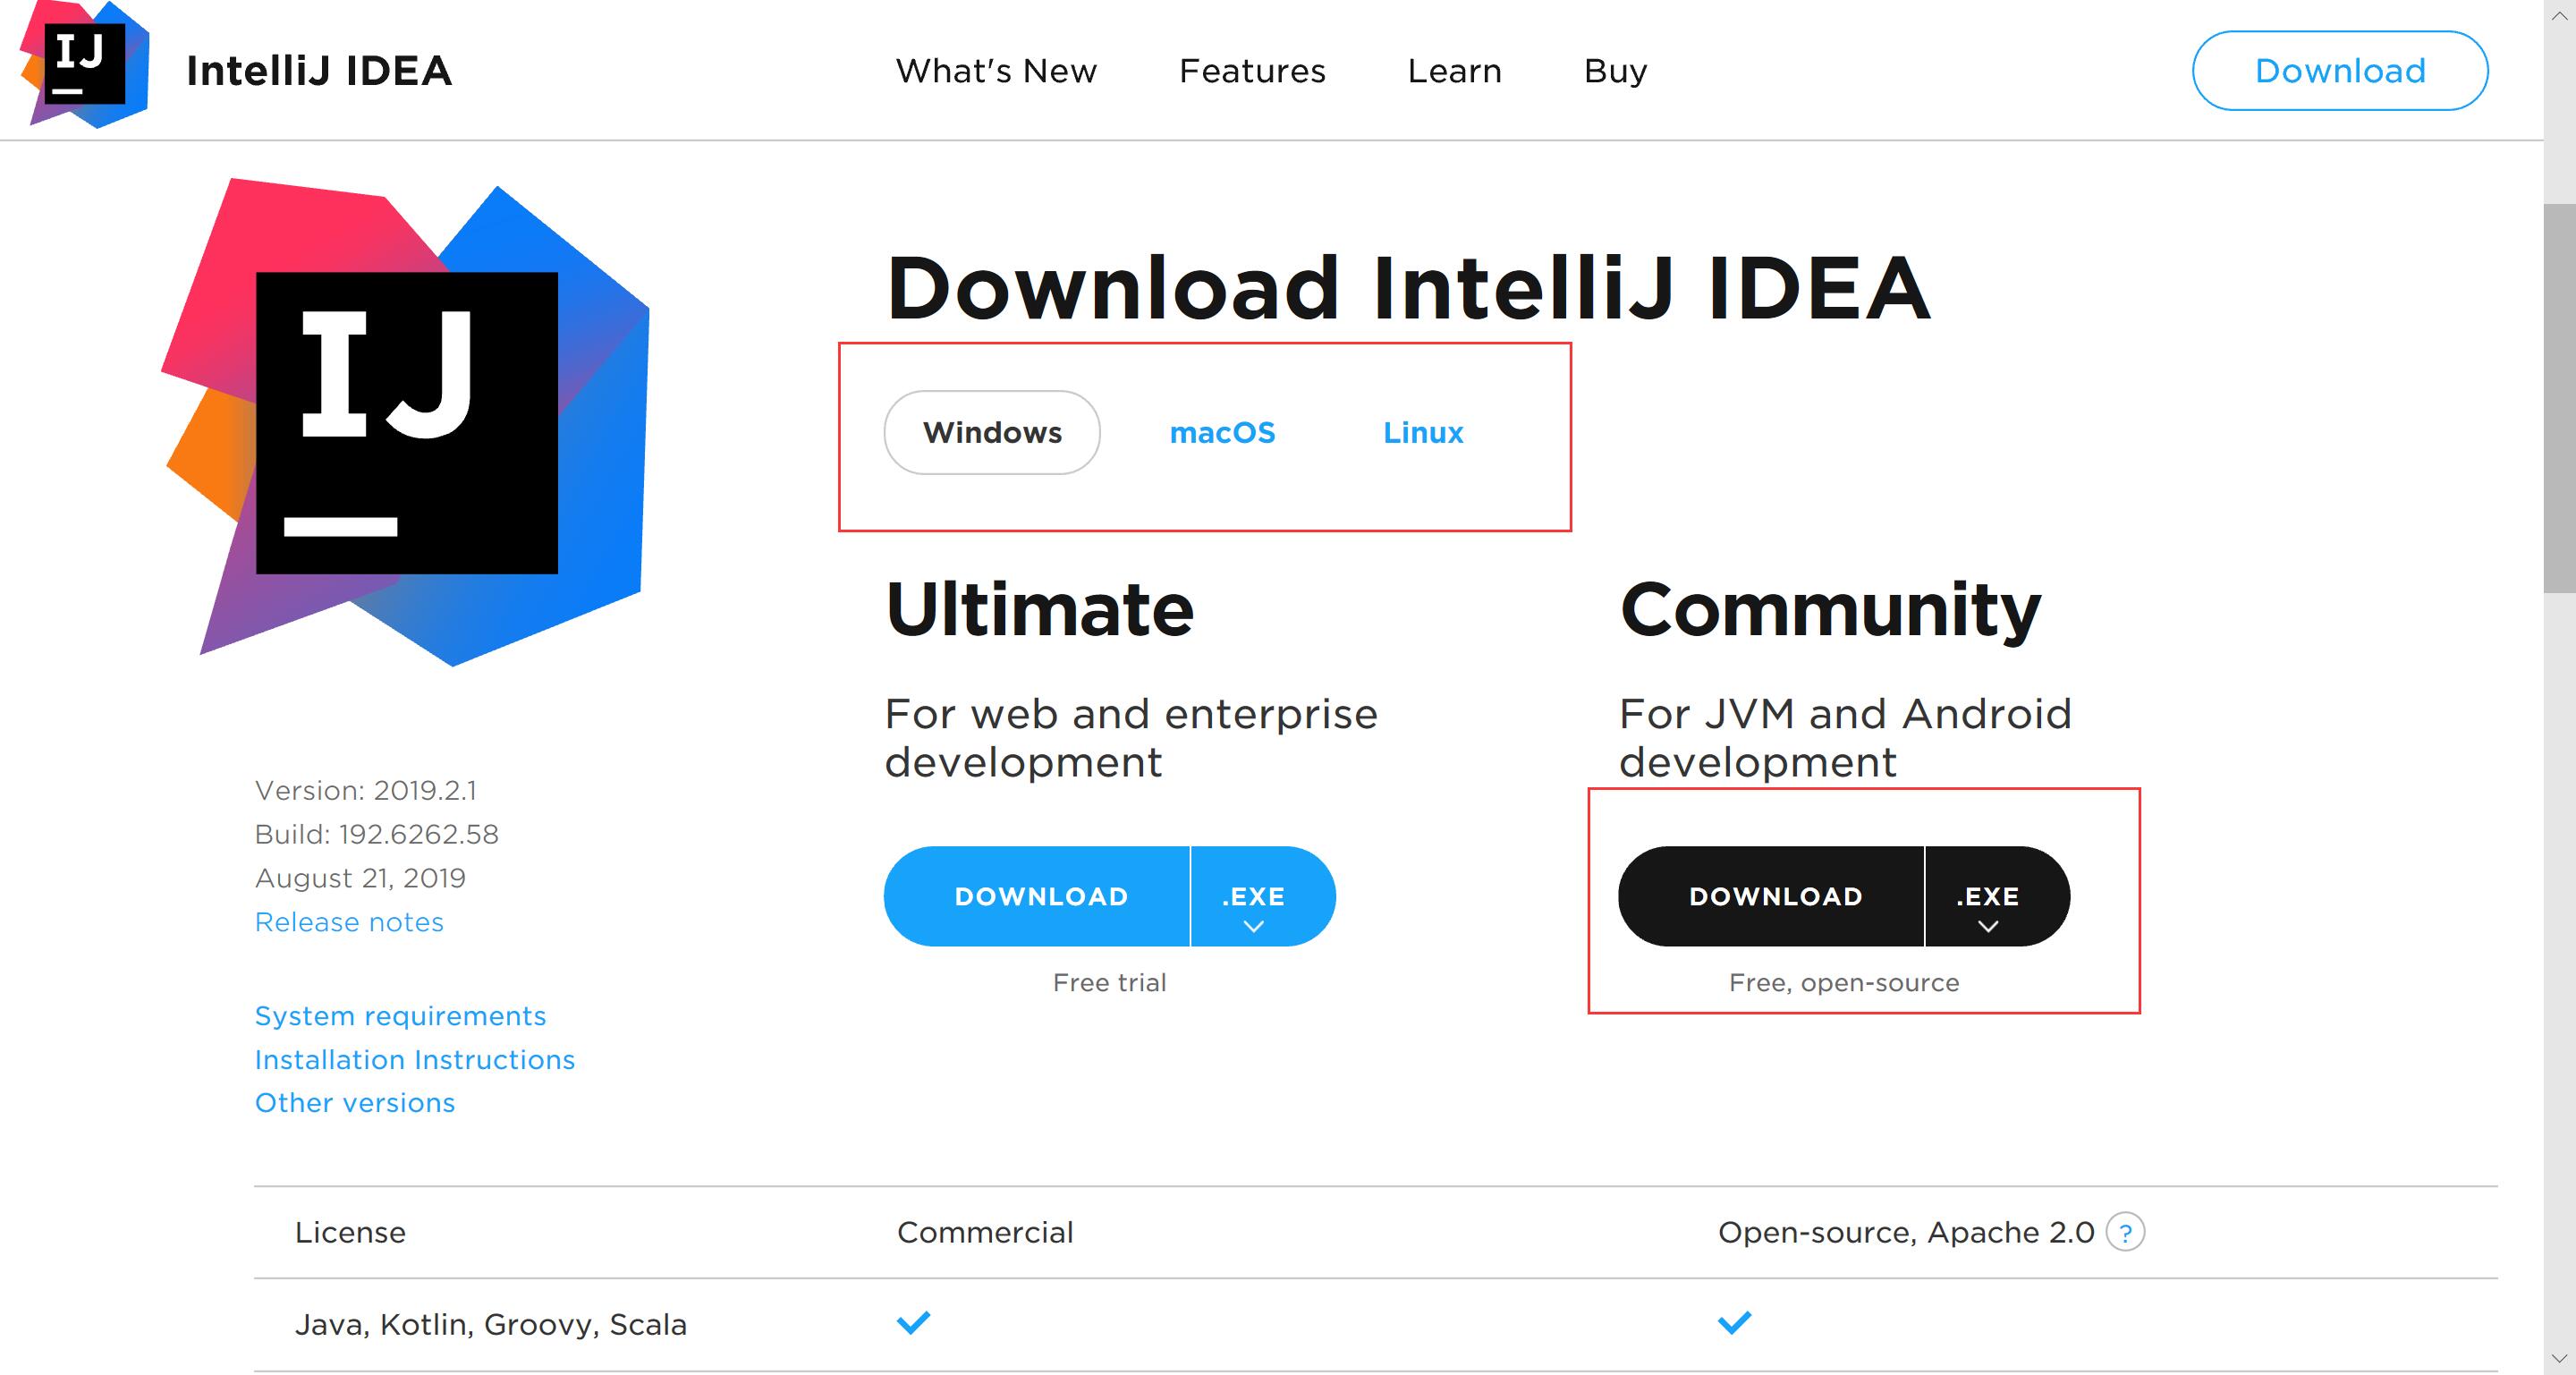 IJ
IntelliJ IDEA
What's New
Features
Learn
Buy
Download
IJ
Download IntelliJ IDEA
Windows
macOS
Linux
Ultimate
For web and enterprise
development
DOWNLOAD
.EXE
Free trial
Community
For JVM and Android
development
DOWNLOAD
.EXE
Free, open-source
Version: 2019.2.1
Build: 192.6262.58
August 21, 2019
Release notes
System requirements
Installation Instructions
Other versions
License
Commercial
Open-source, Apache 2.0 ?
Java, Kotlin, Groovy, Scala